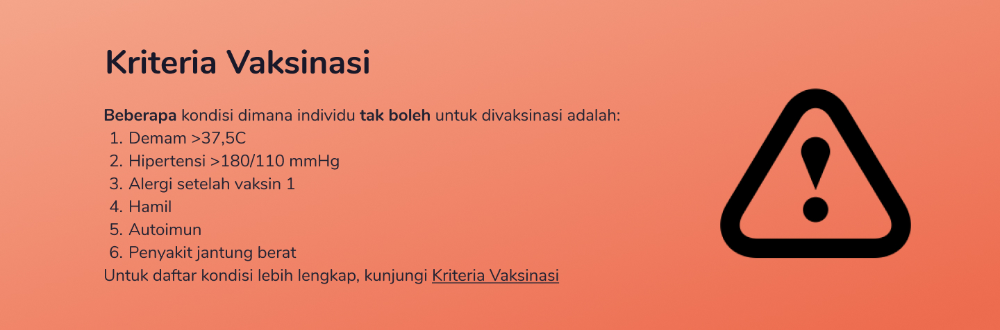 Kriteria Vaksinasi
Beberapa kondisi dimana individu tak boleh untuk divaksinasi adalah:
1. Demam >37,5C
2. Hipertensi >180/110 mmHg
3. Alergi setelah vaksin 1
4. Hamil
5. Autoimun
6. Penyakit jantung berat
Untuk daftar kondisi lebih lengkap, kunjungi Kriteria Vaksinasi